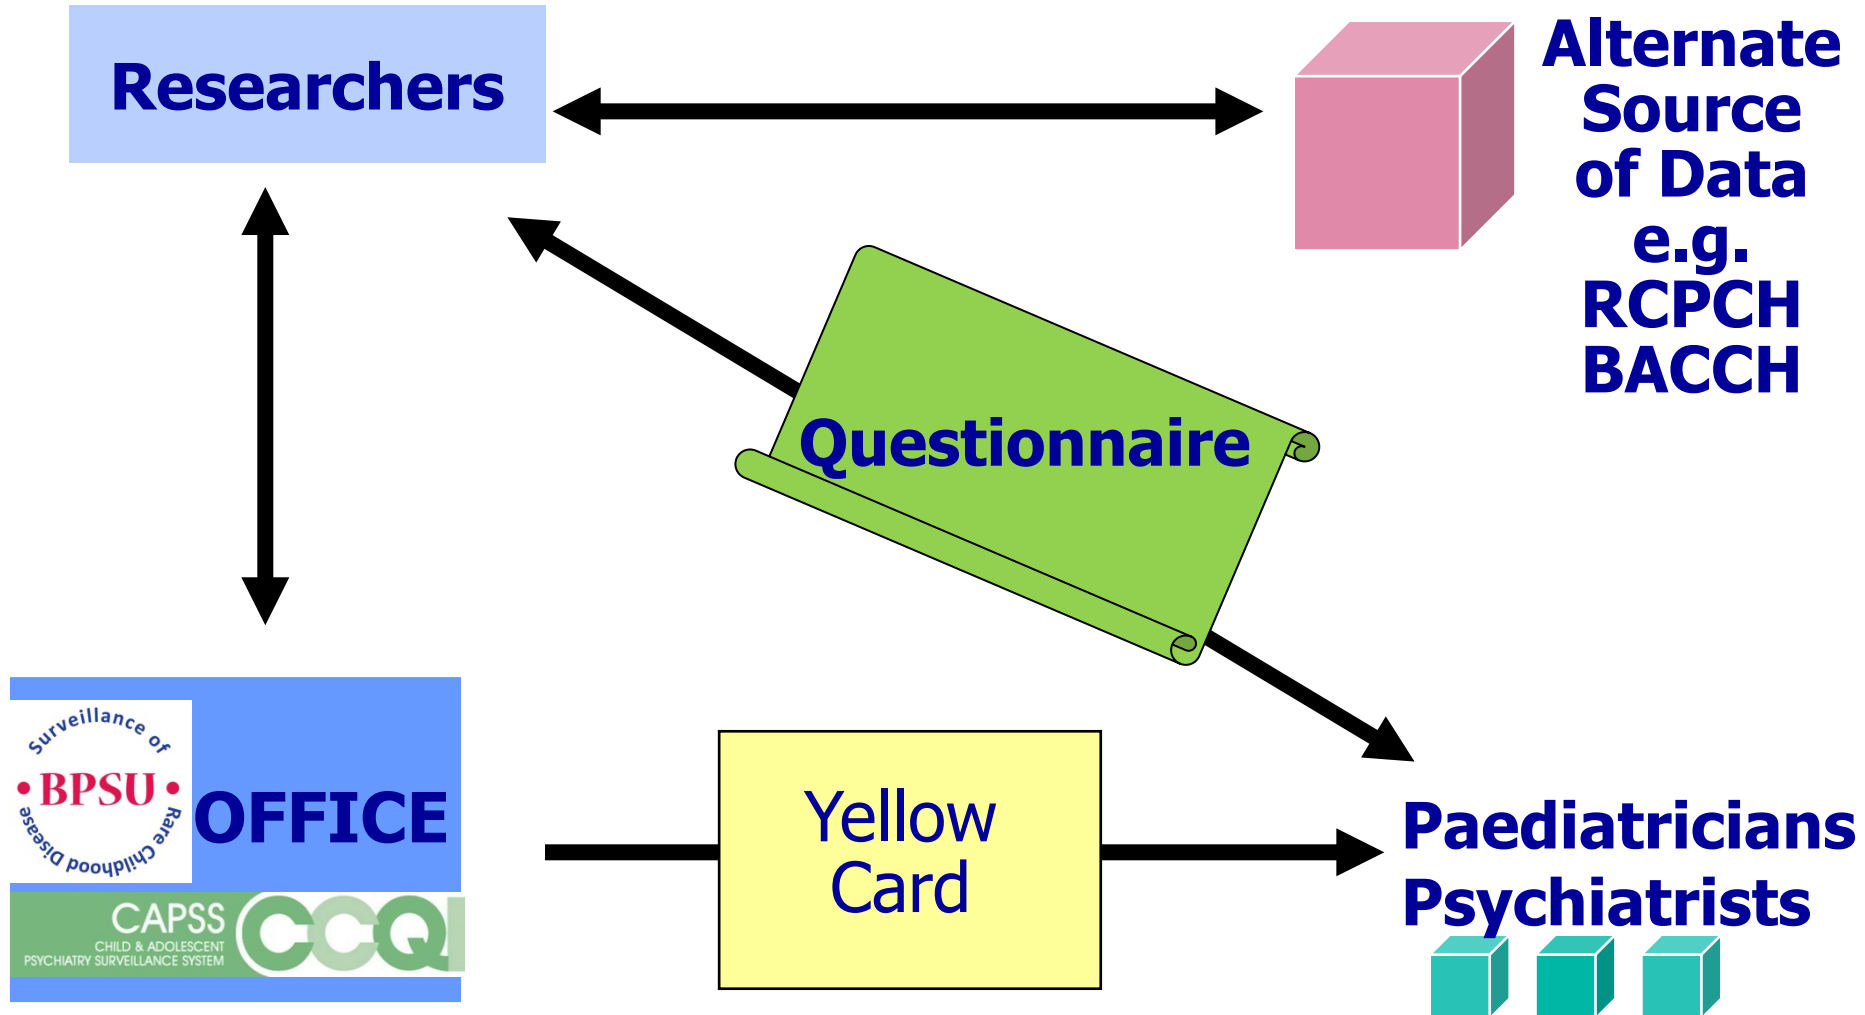 Researchers
Alternate
Source
of Data
e.g.
RCPCH
BACCH
Questionnaire
Surveillance of
• BPSU •
Rare Childhood Disease
OFFICE
CAPSS
CHILD & ADOLESCENT
PSYCHIATRY SURVEILLANCE SYSTEM
CCQI
Yellow
Card
Paediatricians
Psychiatrists